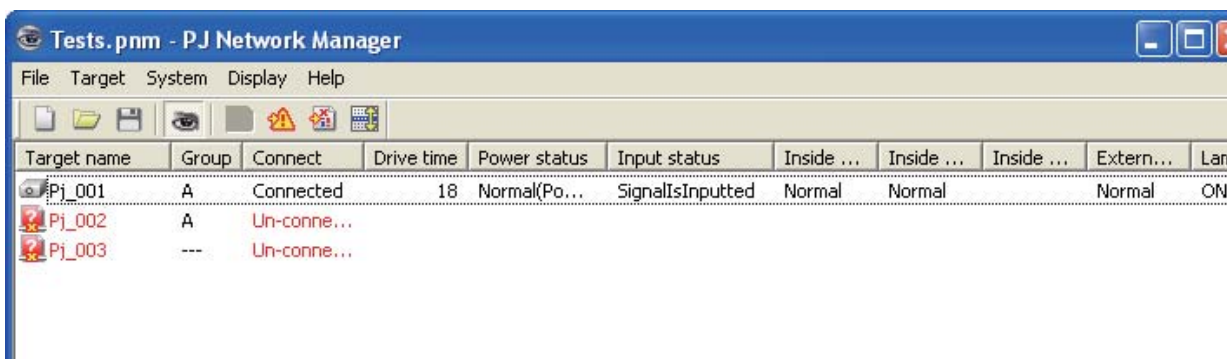 Tests.pnm - PJ Network Manager
File Target System Display Help
Target name Group Connect Drive time Power status Input status Inside ... Inside ... Inside ... Extern... Lan
Pj_001 A Connected 18 Normal(Po... SignalIsInputted Normal Normal Normal ON
Pj_002 A Un-conne...
Pj_003 --- Un-conne...